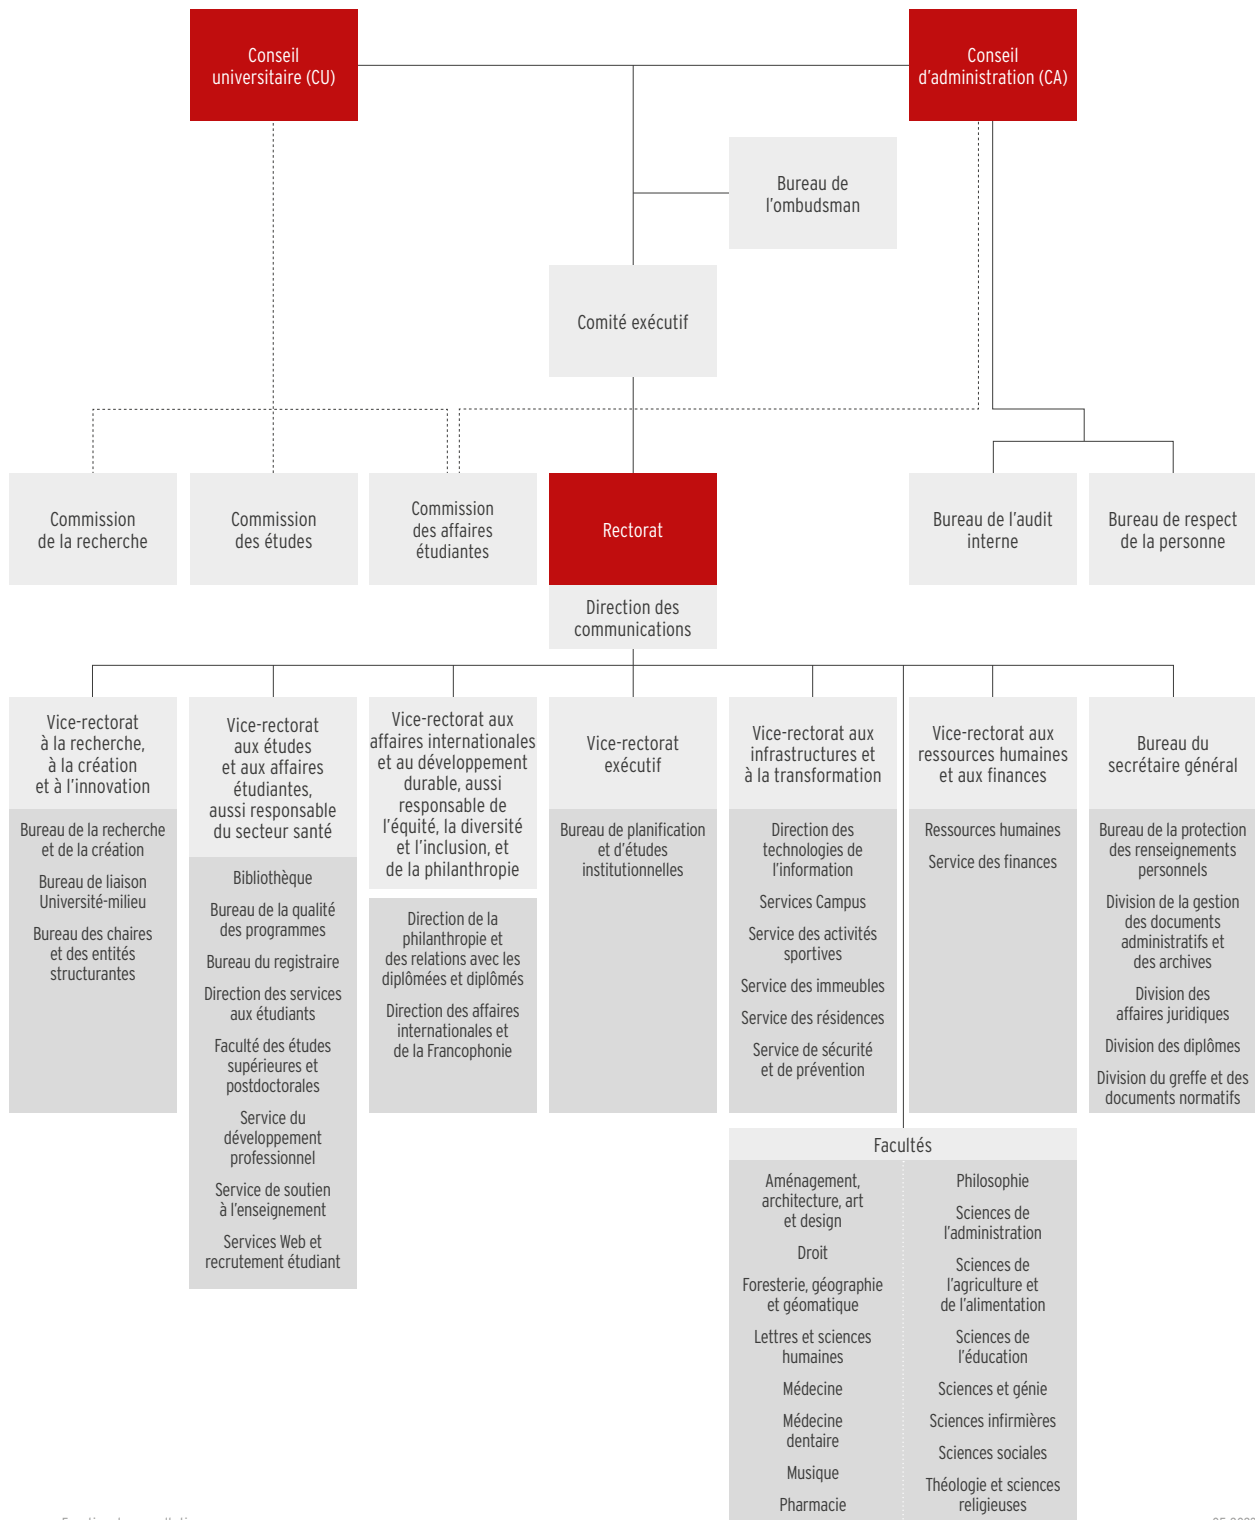 Conseil
universitaire (CU)
Conseil
d'administration (CA)
Bureau de
l'ombudsman
Comité exécutif
Commission
de la recherche
Commission
des études
Commission
des affaires
étudiantes
Rectorat
Bureau de l'audit
interne
Bureau de respect
de la personne
Direction des
communications
Vice-rectorat
à la recherche,
à la création
et à l'innovation
Bureau de la recherche
et de la création
Bureau de liaison
Université-milieu
Bureau des chaires
et des entités
structurantes
Vice-rectorat
aux études
et aux affaires
étudiantes,
aussi responsable
du secteur santé
Bibliothèque
Bureau de la qualité
des programmes
Bureau du registraire
Direction des services
aux étudiants
Faculté des études
supérieures et
postdoctorales
Service du
développement
professionnel
Service de soutien
à l'enseignement
Services Web et
recrutement étudiant
Vice-rectorat aux
affaires internationales
et au développement
durable, aussi
responsable de
l'équité, la diversité
et l'inclusion, et
de la philanthropie
Direction de la
philanthropie et
des relations avec les
diplômées et diplômés
Direction des affaires
internationales et
de la Francophonie
Vice-rectorat
exécutif
Bureau de planification
et d'études
institutionnelles
Vice-rectorat aux
infrastructures et
à la transformation
Direction des
technologies de
l'information
Services Campus
Service des activités
sportives
Service des immeubles
Service des résidences
Service de sécurité
et de prévention
Vice-rectorat aux
ressources humaines
et aux finances
Ressources humaines
Service des finances
Bureau du
secrétaire général
Bureau de la protection
des renseignements
personnels
Division de la gestion
des documents
administratifs et
des archives
Division des
affaires juridiques
Division des diplômes
Division du greffe et des
documents normatifs
Facultés
Aménagement,
architecture, art
et design
Droit
Foresterie, géographie
et géomatique
Lettres et sciences
humaines
Médecine
Médecine
dentaire
Musique
Pharmacie
Philosophie
Sciences de
l'administration
Sciences de
l'agriculture et
de l'alimentation
Sciences de
l'éducation
Sciences et génie
Sciences infirmières
Sciences sociales
Théologie et sciences
religieuses